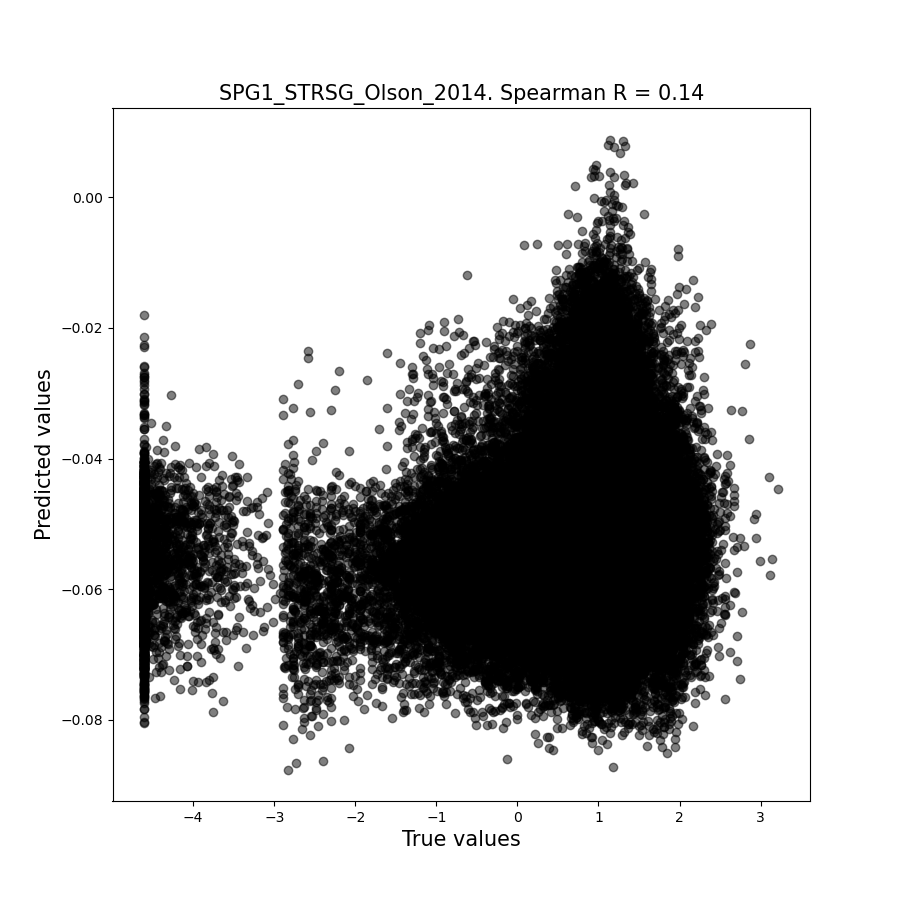 SPG1_STRSG_Olson_2014. Spearman R = 0.14
0.00
−0.02
−0.04
−0.06
−0.08
Predicted values
−4 −3 −2 −1 0 1 2 3
True values